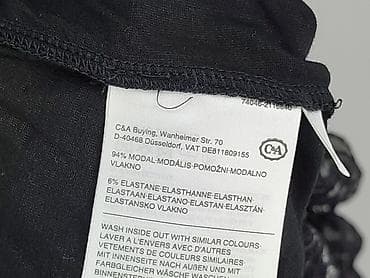 C&A Buying, Wanheimer Str. 70
D-40468 Düsseldorf, VAT DE811809155
C&A
94% MODAL-MODÁLIS-POMOŽNI-MODALNO
VLAKNO
6% ELASTANE-ELASTHANNE-ELASTHAN-
ELASTAAN-ELASTANO-ELASTAN-ELASZTÁN-
ELASTANSKO VLAKNO
WASH INSIDE OUT WITH SIMILAR COLOURS-
LAVER A L'ENVERS AVEC D'AUTRES
VETEMENTS DE COULEURS SIMILAIRES-
MIT INNENSEITE NACH AUSSEN UND MIT
FARBGLEICHER WÄSCHE WASCHEN-